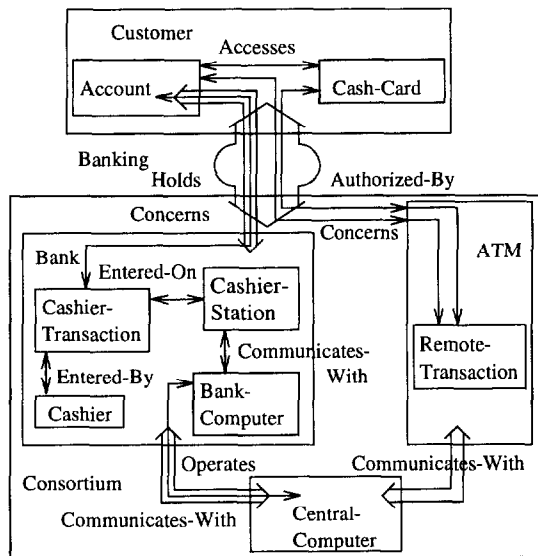 Customer
Accesses
Account
Cash-Card
Banking
Holds
Authorized-By
Concerns
Concerns
Bank
Entered-On
ATM
Cashier-
Transaction
Cashier-
Station
Communicates-
With
Remote-
Transaction
Entered-By
Cashier
Bank-
Computer
Operates
Communicates-With
Consortium
Communicates-With
Central-
Computer